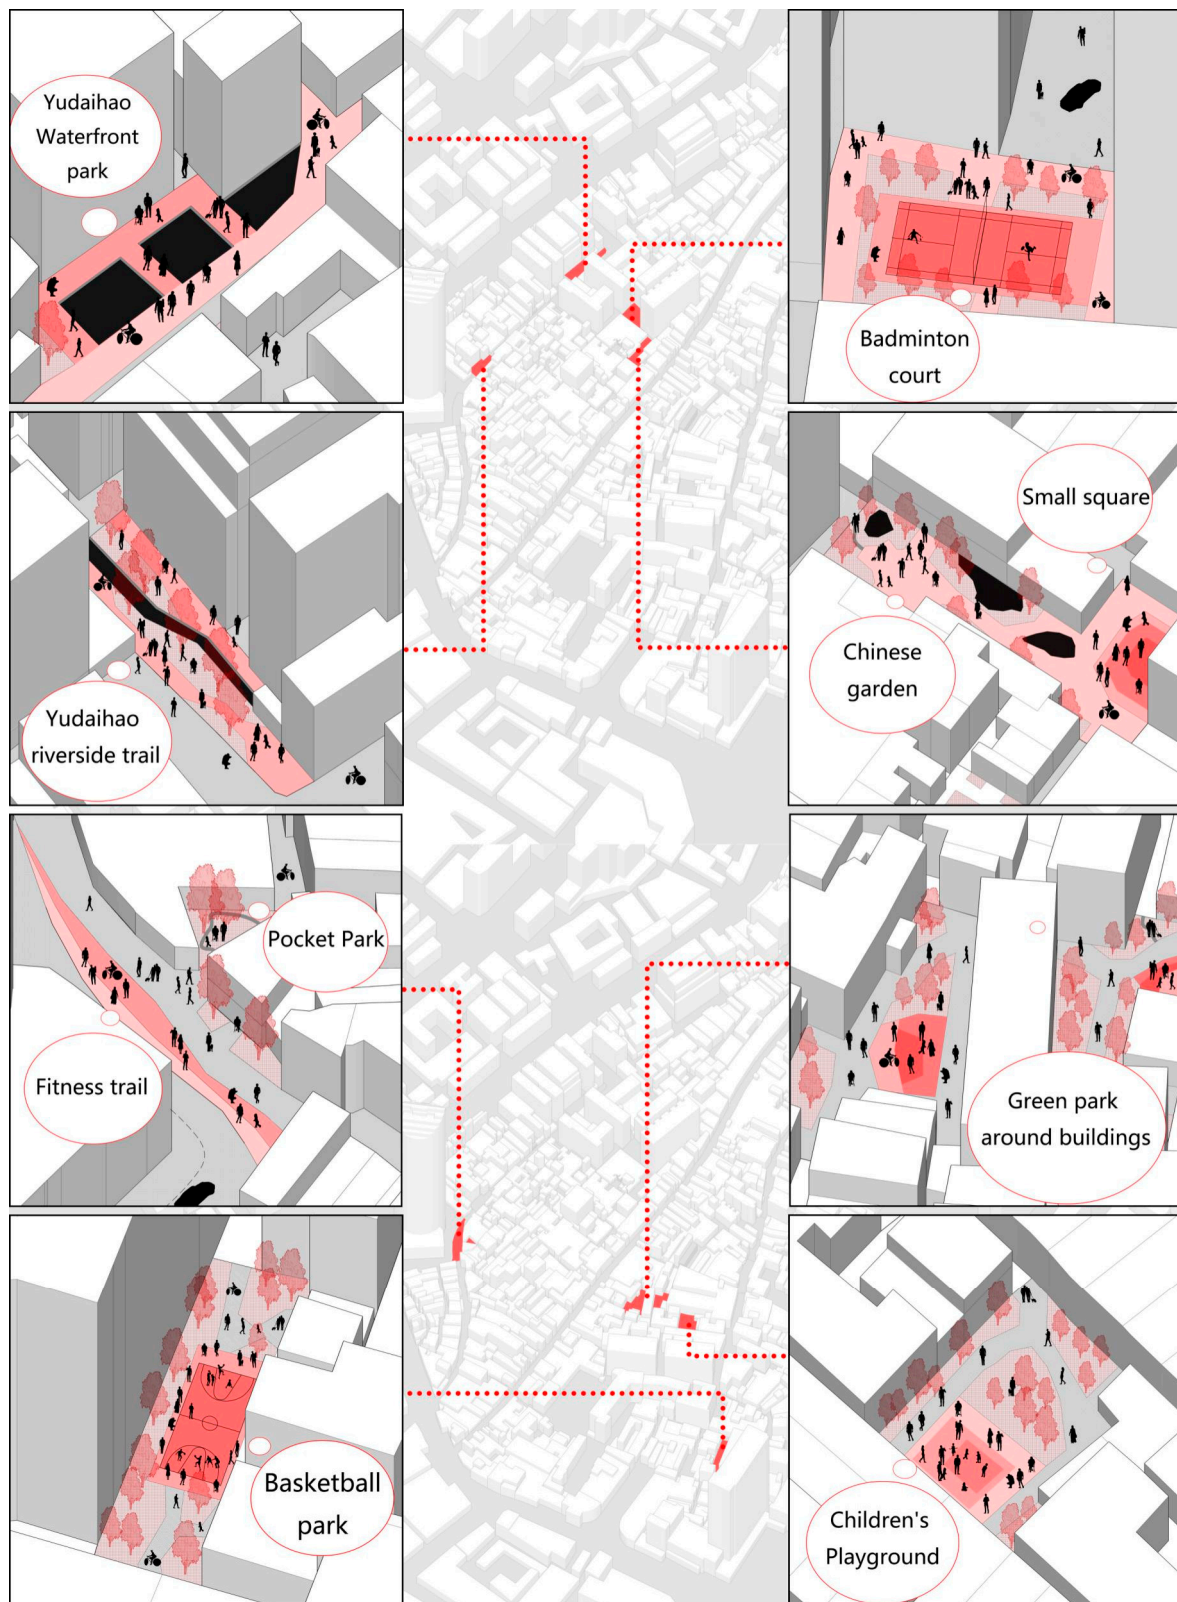 Yudaihao
Waterfront
park
Badminton
court
Small square
Chinese
garden
Yudaihao
riverside trail
Pocket Park
Fitness trail
Green park
around buildings
Basketball
park
Children's
Playground